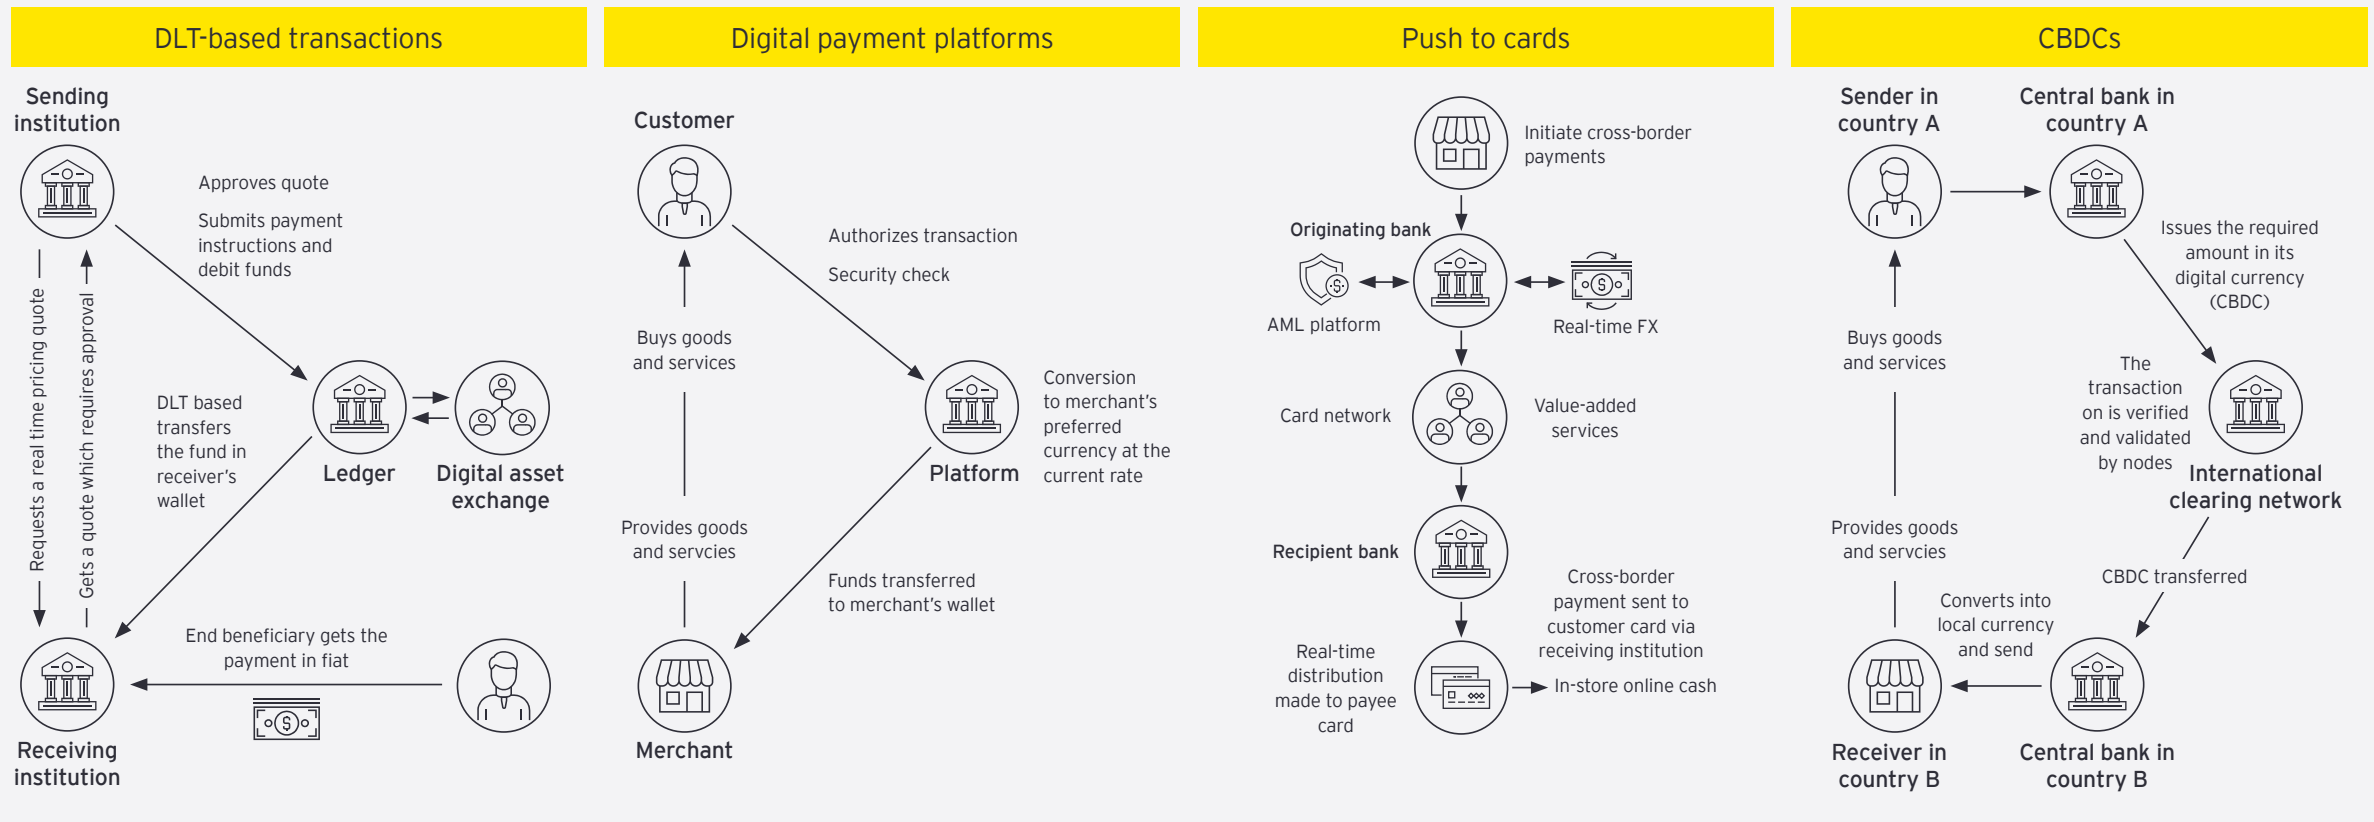 DLT-based transactions
Sending
institution
Approves quote
Submits payment
instructions and
debit funds
Requests a real time pricing quote
Gets a quote which requires approval
DLT based
transfers
the fund in
receiver's
wallet
Ledger
Digital asset
exchange
End beneficiary gets the
payment in fiat
Receiving
institution
Digital payment platforms
Customer
Authorizes transaction
Security check
Buys goods
and services
Conversion
to merchant's
preferred
currency at the
current rate
Platform
Provides goods
and servcies
Funds transferred
to merchant's wallet
Merchant
Push to cards
Initiate cross-border
payments
Originating bank
AML platform
Real-time FX
Card network
Value-added
services
Recipient bank
Cross-border
payment sent to
customer card via
receiving institution
Real-time
distribution
made to payee
card
In-store online cash
CBDCs
Sender in
country A
Central bank in
country A
Issues the required
amount in its
digital currency
(CBDC)
Buys goods
and services
The
transaction
on is verified
and validated
by nodes
International
clearing network
Provides goods
and servcies
CBDC transferred
Converts into
local currency
and send
Receiver in
country B
Central bank in
country B